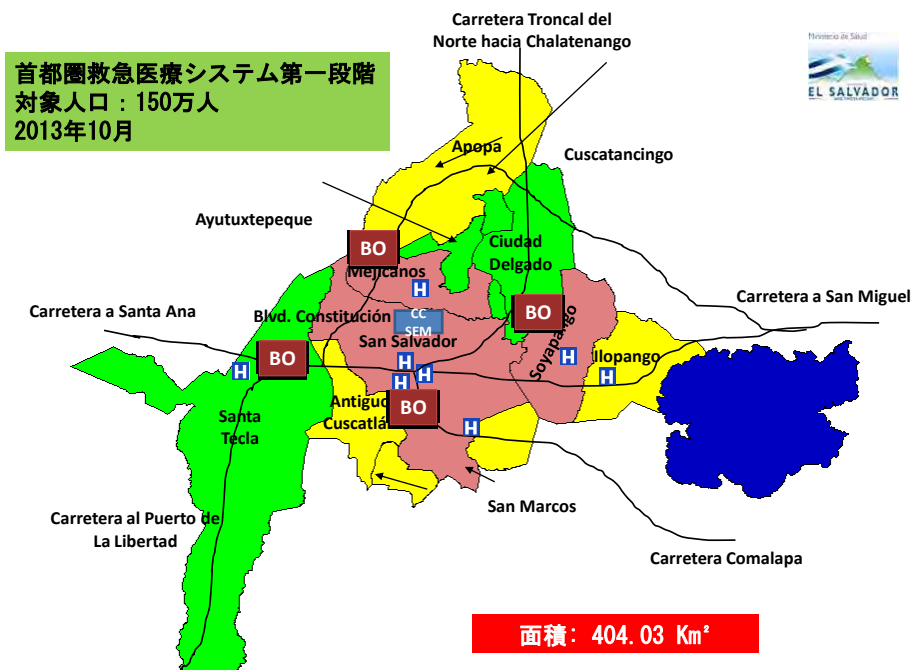 Carretera Troncal del
Norte hacia Chalatenango
Ministerio de Salud
EL SALVADOR
首都圏救急医療システム第一段階
対象人口：150万人
2013年10月
Apopa
Cuscatancingo
Ayutuxtepeque
BO
Ciudad
Delgado
Mejicanos
H
Carretera a San Miguel
Carretera a Santa Ana
Blvd. Constitución
CC
SEM
BO
San Salvador
Soyapango
BO
H
H
H
Ilopango
H
H
H
Antiguo
Cuscatlá
BO
Santa
Tecla
H
San Marcos
Carretera al Puerto de
La Libertad
Carretera Comalapa
面積: 404.03 Km²